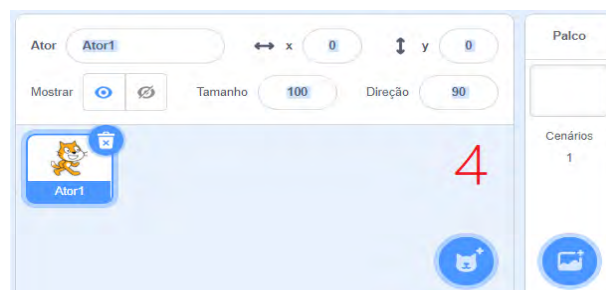 Ator Ator1 x 0 y 0
Mostrar Tamanho 100 Direção 90
Ator1
4
Palco
Cenários
1